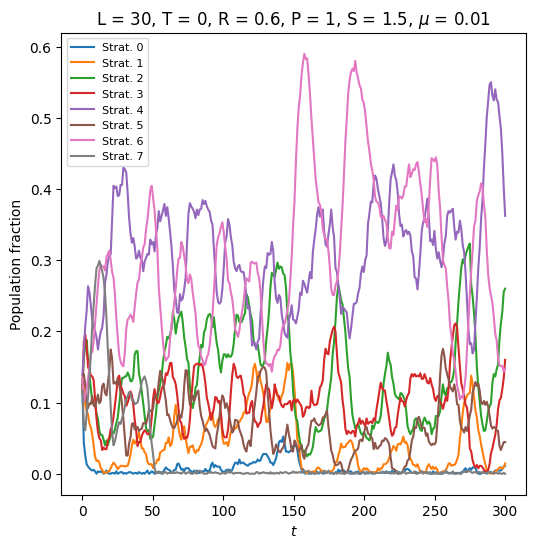 L = 30, T = 0, R = 0.6, P = 1, S = 1.5, μ = 0.01
Strat. 0
Strat. 1
Strat. 2
Strat. 3
Strat. 4
Strat. 5
Strat. 6
Strat. 7
Population fraction
0.6
0.5
0.4
0.3
0.2
0.1
0.0
0 50 100 150 200 250 300
t